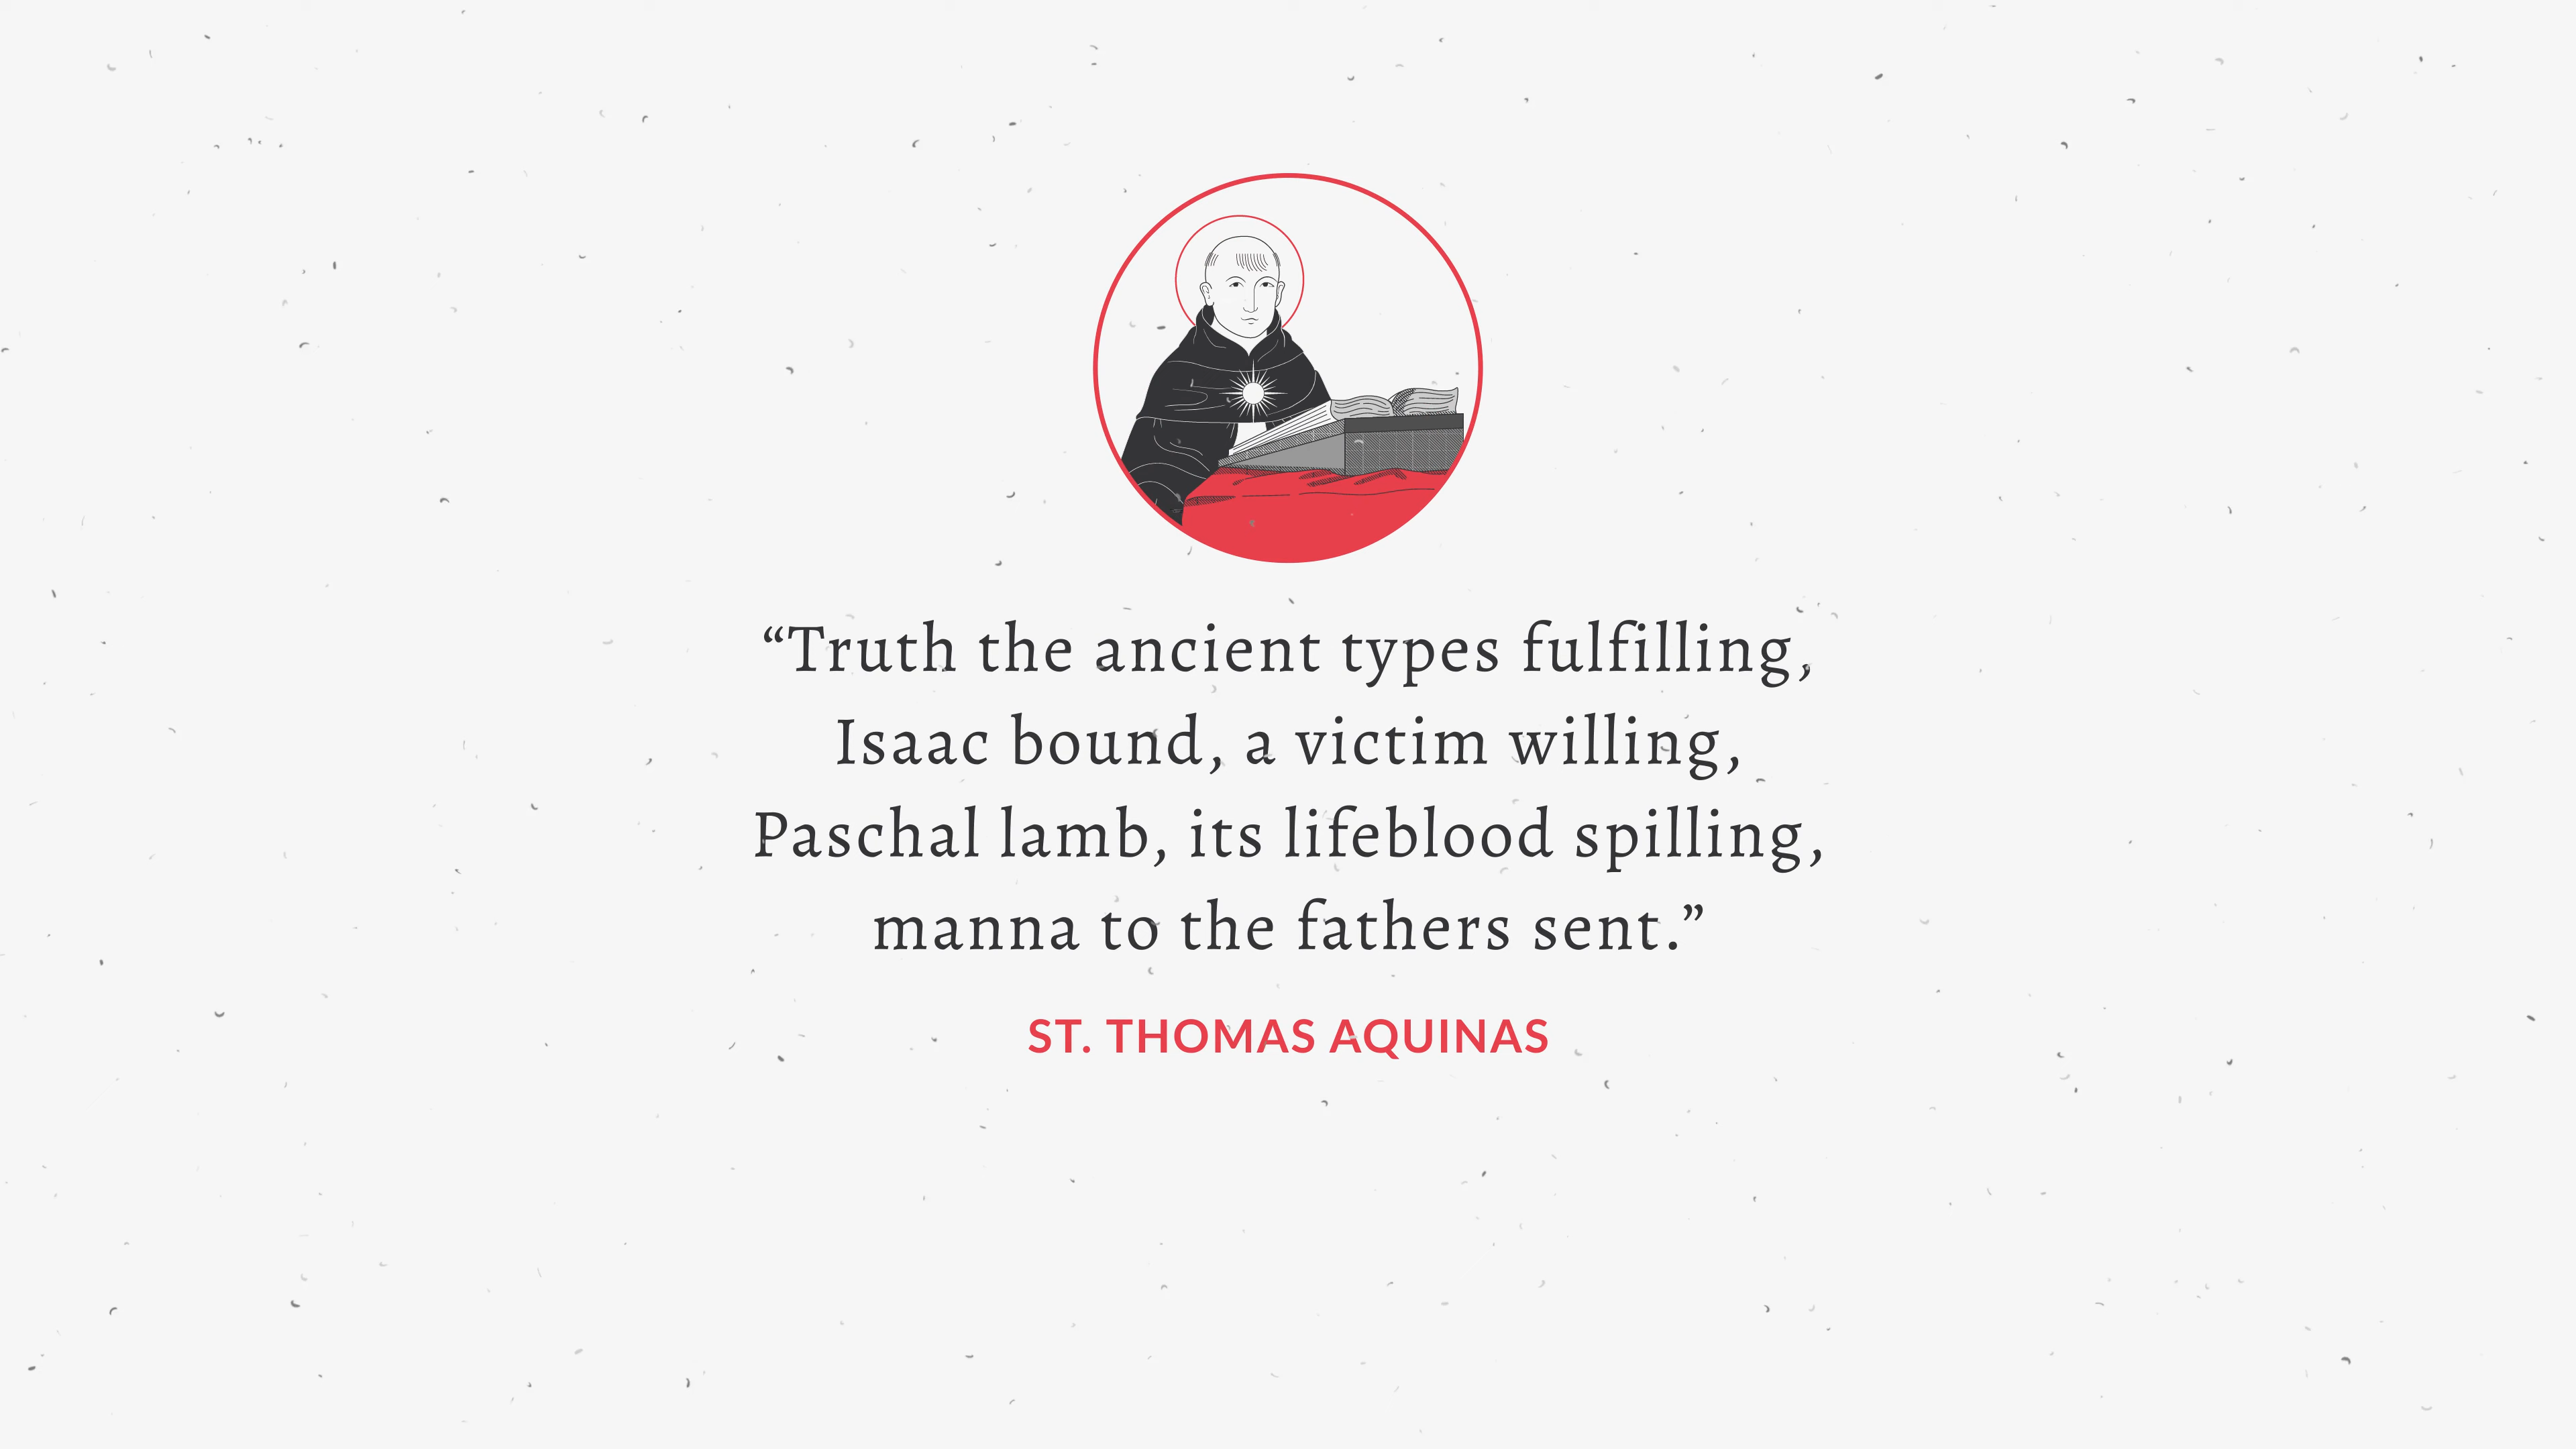 “Truth the ancient types fulfilling,
Isaac bound, a victim willing,
Paschal lamb, its lifeblood spilling,
manna to the fathers sent.”
ST. THOMAS AQUINAS